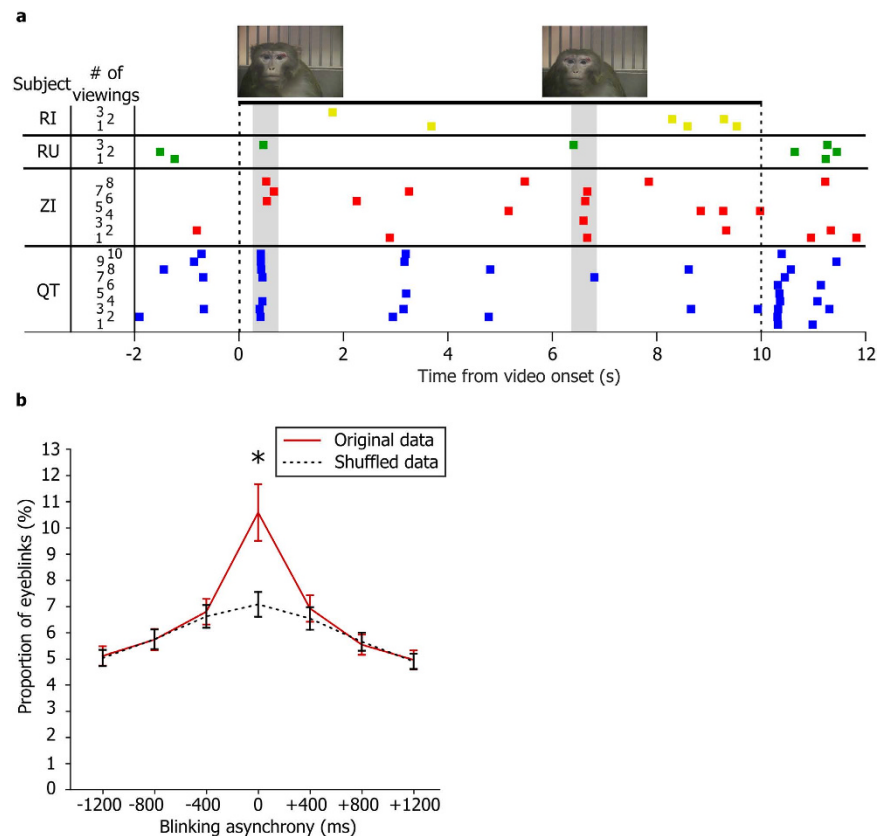 a
Subject # of viewings
RI 3 2 1
RU 3 2 1
ZI 8 7 6 5 4 3 2 1
QT 10 9 8 7 6 5 4 3 2 1
-2 0 2 4 6 8 10 12
Time from video onset (s)
b
Original data
Shuffled data
*
Proportion of eyeblinks (%)
13
12
11
10
9
8
7
6
5
4
3
2
1
0
-1200 -800 -400 0 +400 +800 +1200
Blinking asynchrony (ms)